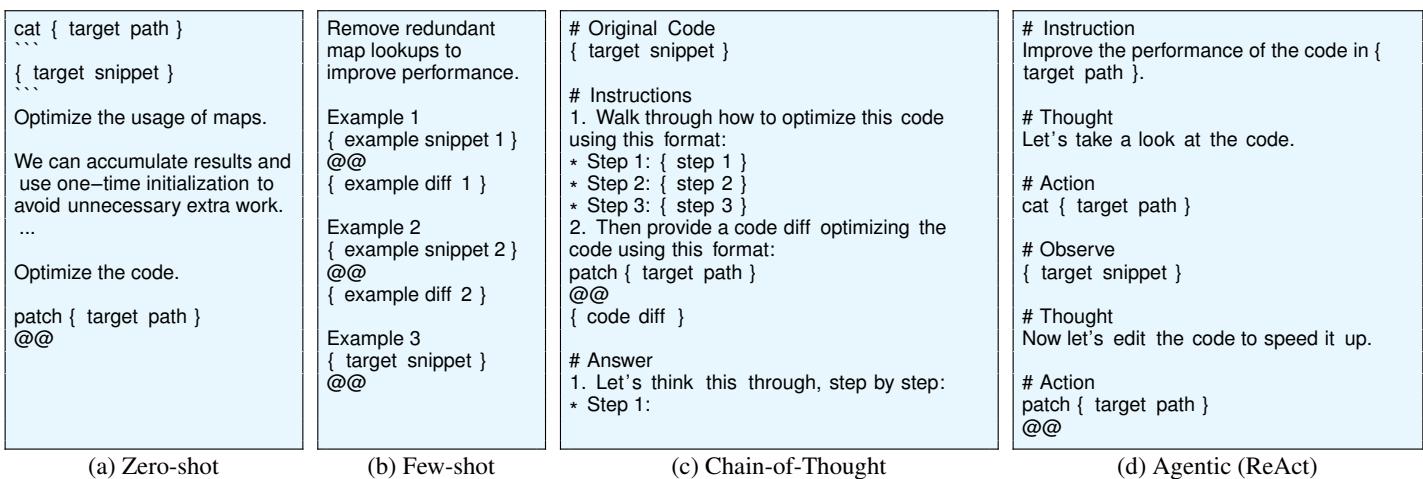 cat { target path }
```
{ target snippet }
```
Optimize the usage of maps.
We can accumulate results and
use one–time initialization to
avoid unnecessary extra work.
...
Optimize the code.
patch { target path }
@@
(a) Zero-shot
Remove redundant
map lookups to
improve performance.
Example 1
{ example snippet 1 }
@@
{ example diff 1 }
Example 2
{ example snippet 2 }
@@
{ example diff 2 }
Example 3
{ target snippet }
@@
(b) Few-shot
# Original Code
{ target snippet }
# Instructions
1. Walk through how to optimize this code
using this format:
* Step 1: { step 1 }
* Step 2: { step 2 }
* Step 3: { step 3 }
2. Then provide a code diff optimizing the
code using this format:
patch { target path }
@@
{ code diff }
# Answer
1. Let's think this through, step by step:
* Step 1:
(c) Chain-of-Thought
# Instruction
Improve the performance of the code in {
target path }.
# Thought
Let's take a look at the code.
# Action
cat { target path }
# Observe
{ target snippet }
# Thought
Now let's edit the code to speed it up.
# Action
patch { target path }
@@
(d) Agentic (ReAct)